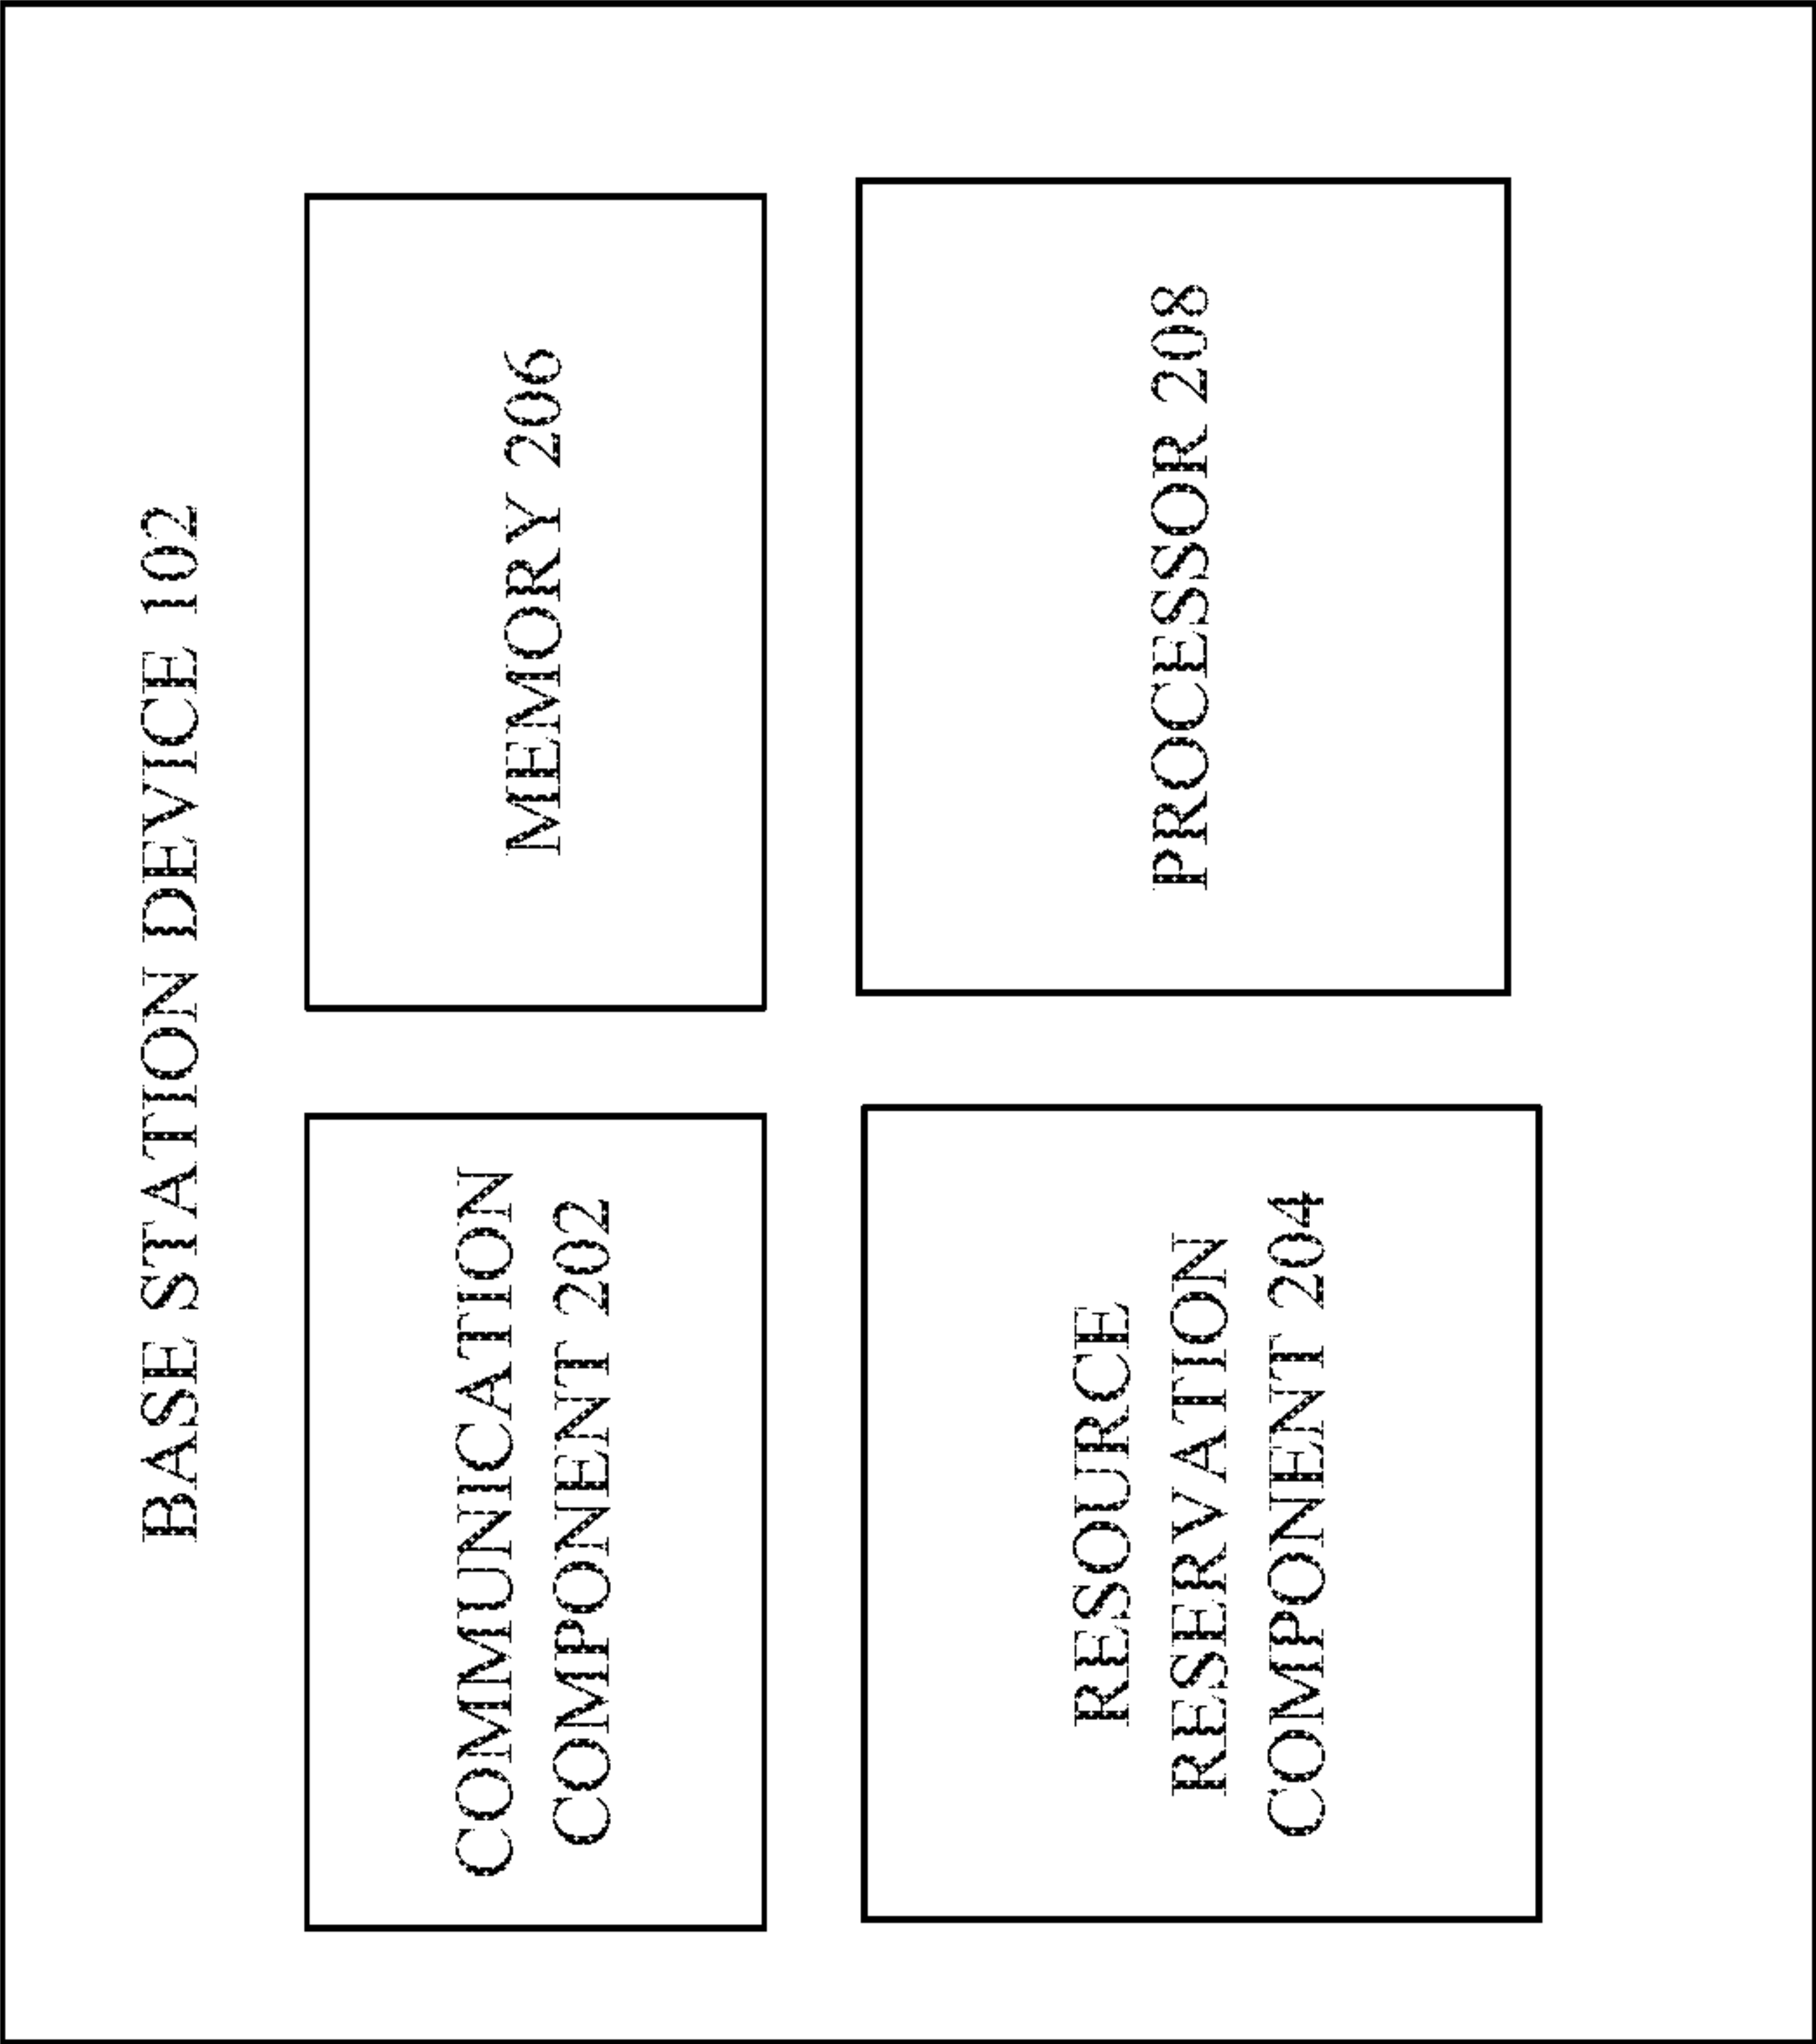 BASE STATION DEVICE 102
COMMUNICATION
COMPONENT 202
MEMORY 206
RESOURCE
RESERVATION
COMPONENT 204
PROCESSOR 208